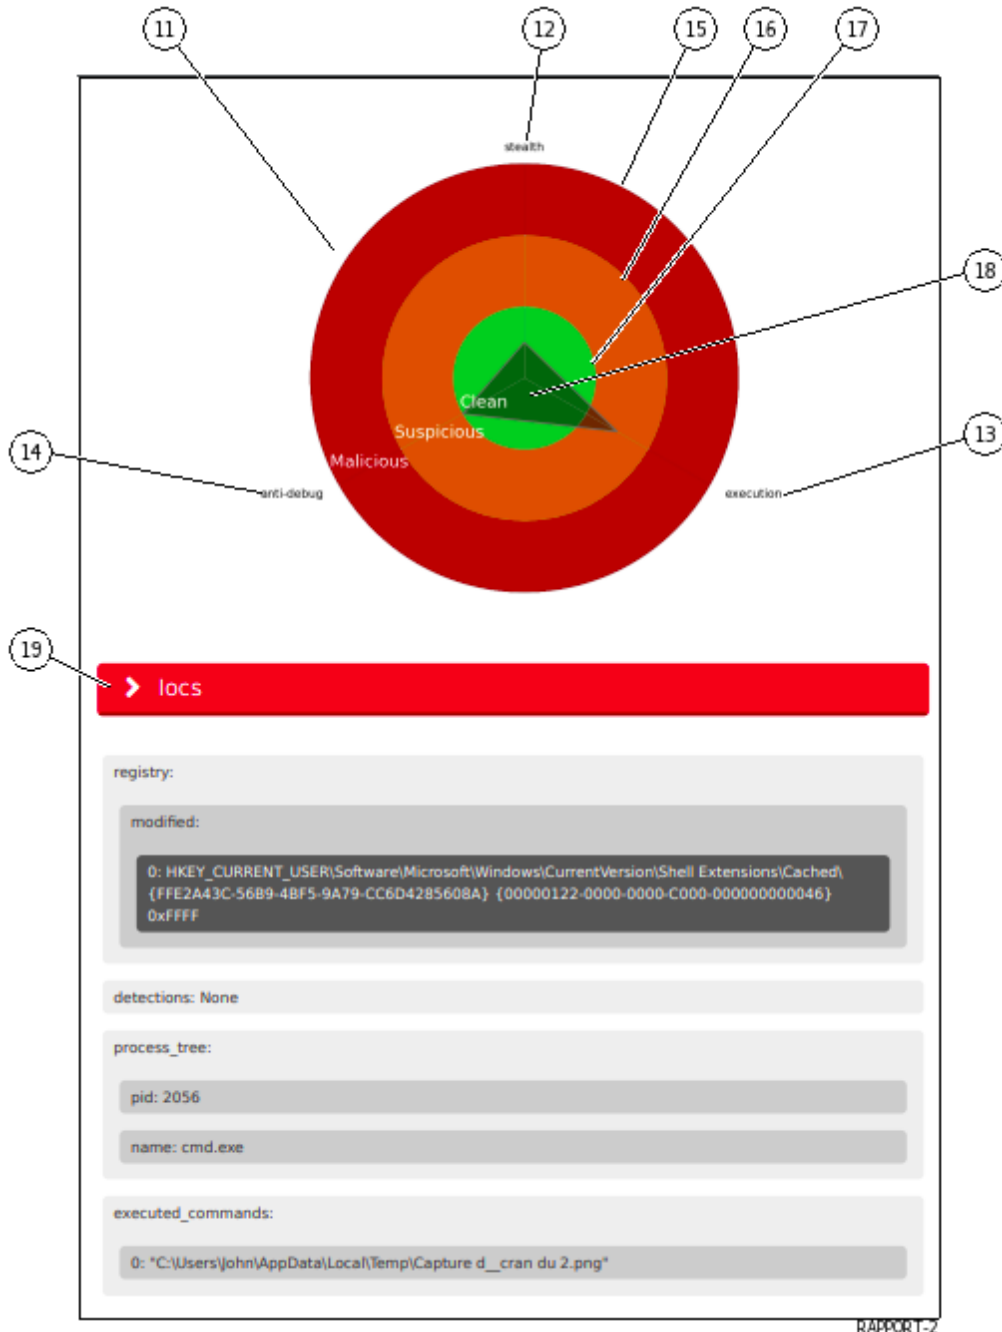 11
12
15
16
17
stealth
18
Clean
Suspicious
13
14
Malicious
anti-debug
execution
19
locs
registry:
modified:
0: HKEY_CURRENT_USER\Software\Microsoft\Windows\CurrentVersion\Shell Extensions\Cached\
{FFE2A43C-56B9-4BF5-9A79-CC6D4285608A} {00000122-0000-0000-C000-000000000046}
0xFFFF
detections: None
process_tree:
pid: 2056
name: cmd.exe
executed_commands:
0: "C:\Users\John\AppData\Local\Temp\Capture d__cran du 2.png"
RAPPORT-2